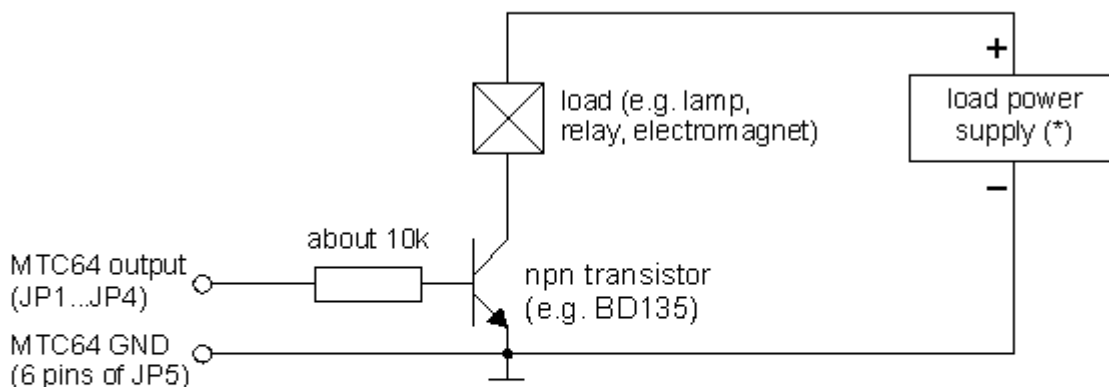 +
load (e.g. lamp,
relay, electromagnet)
load power
supply (*)
−
about 10k
MTC64 output
(JP1...JP4)
npn transistor
(e.g. BD135)
MTC64 GND
(6 pins of JP5)